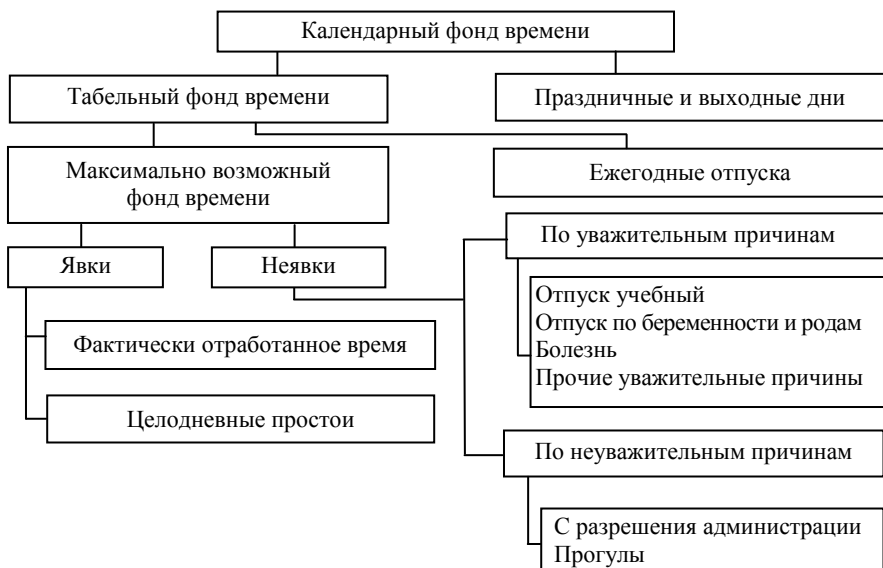 Календарный фонд времени
Табельный фонд времени
Праздничные и выходные дни
Максимально возможный
фонд времени
Ежегодные отпуска
Явки
Неявки
По уважительным причинам
Отпуск учебный
Отпуск по беременности и родам
Болезнь
Прочие уважительные причины
Фактически отработанное время
Целодневные простои
По неуважительным причинам
С разрешения администрации
Прогулы